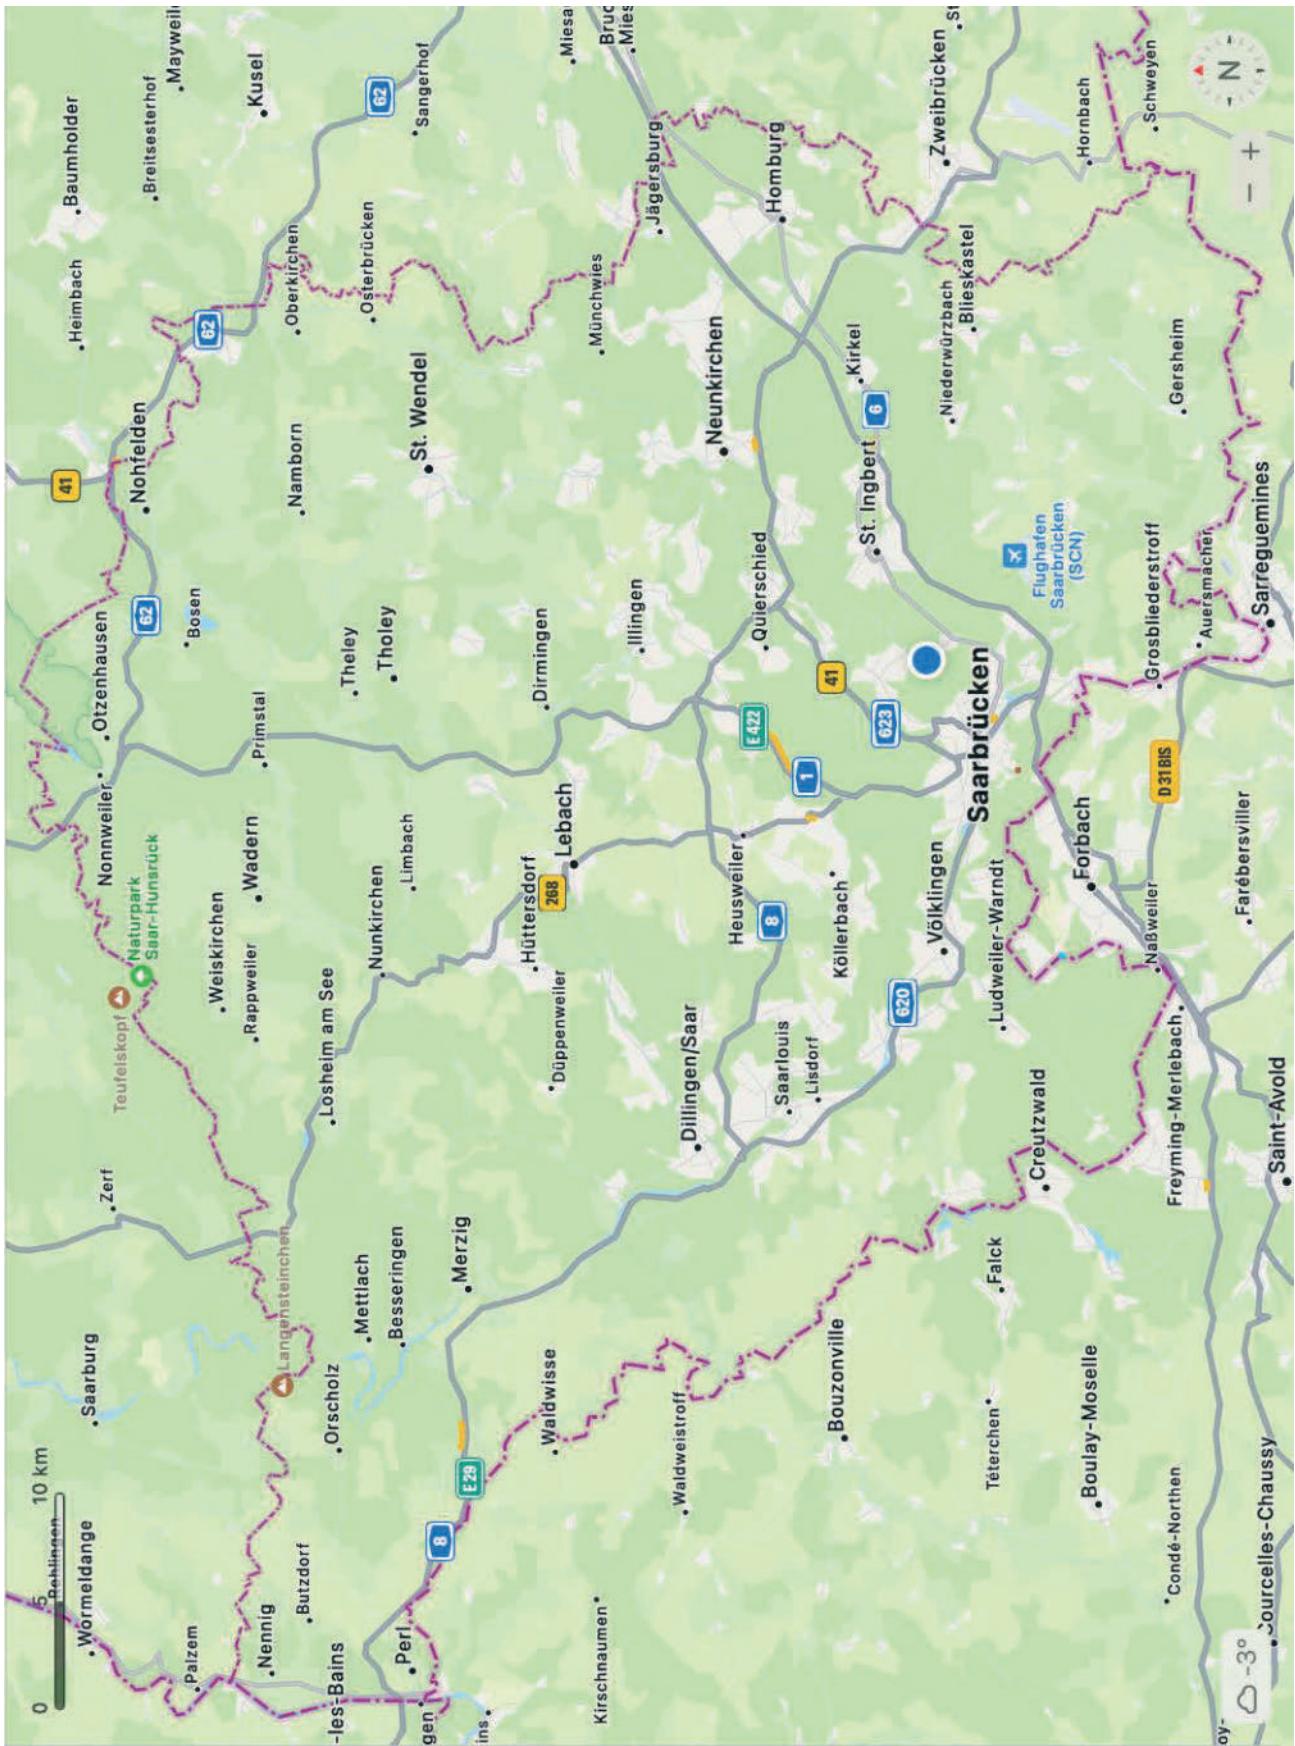 0
5
10 km
Wormeldange
Saarburg
Zerf
Teufelskopf
Naturpark
Saar-Hunsrück
Nonnweiler
Otzenhausen
41
Nohfelden
Heimbach
Baumholder
Breitsesterhof
Kusel
62
Sangerhof
Palzem
Nennig
Butzdorf
Langensteinchen
Orscholz
Mettlach
Besseringen
Losheim am See
Weiskirchen
Rappweiler
Wadern
Primstal
Bosen
62
62
Namborn
Oberkirchen
Osterbrücken
Nunkirchen
Limbach
Theley
Tholey
St. Wendel
-les-Bains
Perl
gen
8
E 29
Merzig
Waldwisse
Düppenweiler
Hüttersdorf
268
Lebach
Dirmingen
Illingen
Münchwies
Jägersburg
ins
Kirschnaumen
Waldweistroff
Dillingen/Saar
Saarlouis
Lisdorf
8
Heusweiler
Köllerbach
1
E 422
Quierschied
41
623
Neunkirchen
Homburg
Kirkel
6
St. Ingbert
Zweibrücken
Bouzonville
620
Völklingen
Ludweiler-Warndt
Saarbrücken
Flughafen
Saarbrücken
(SCN)
Niederwürzbach
Blieskastel
Hornbach
Schweyen
Falck
Creutzwald
Téterchen
Boulay-Moselle
Forbach
Naßweiler
D 31 BIS
Grosbliederstroff
Auersmacher
Gersheim
Condé-Northen
Freyming-Merlebach
Farébersviller
Sarreguemines
Saint-Avold
-3°
N
− +